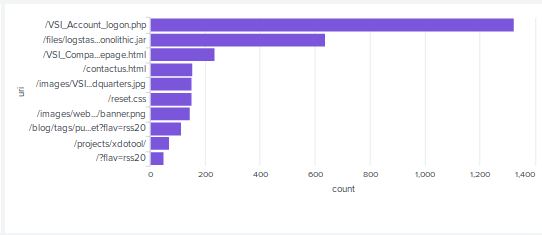 /VSI_Account_logon.php
/files/logstas...onolithic.jar
/VSI_Compa...epage.html
/contactus.html
/images/VSI...dquarters.jpg
/reset.css
/images/web.../banner.png
/blog/tags/pu...et?flav=rss20
/projects/xdotool/
/?flav=rss20
uri
0 200 400 600 800 1,000 1,200 1,400
count